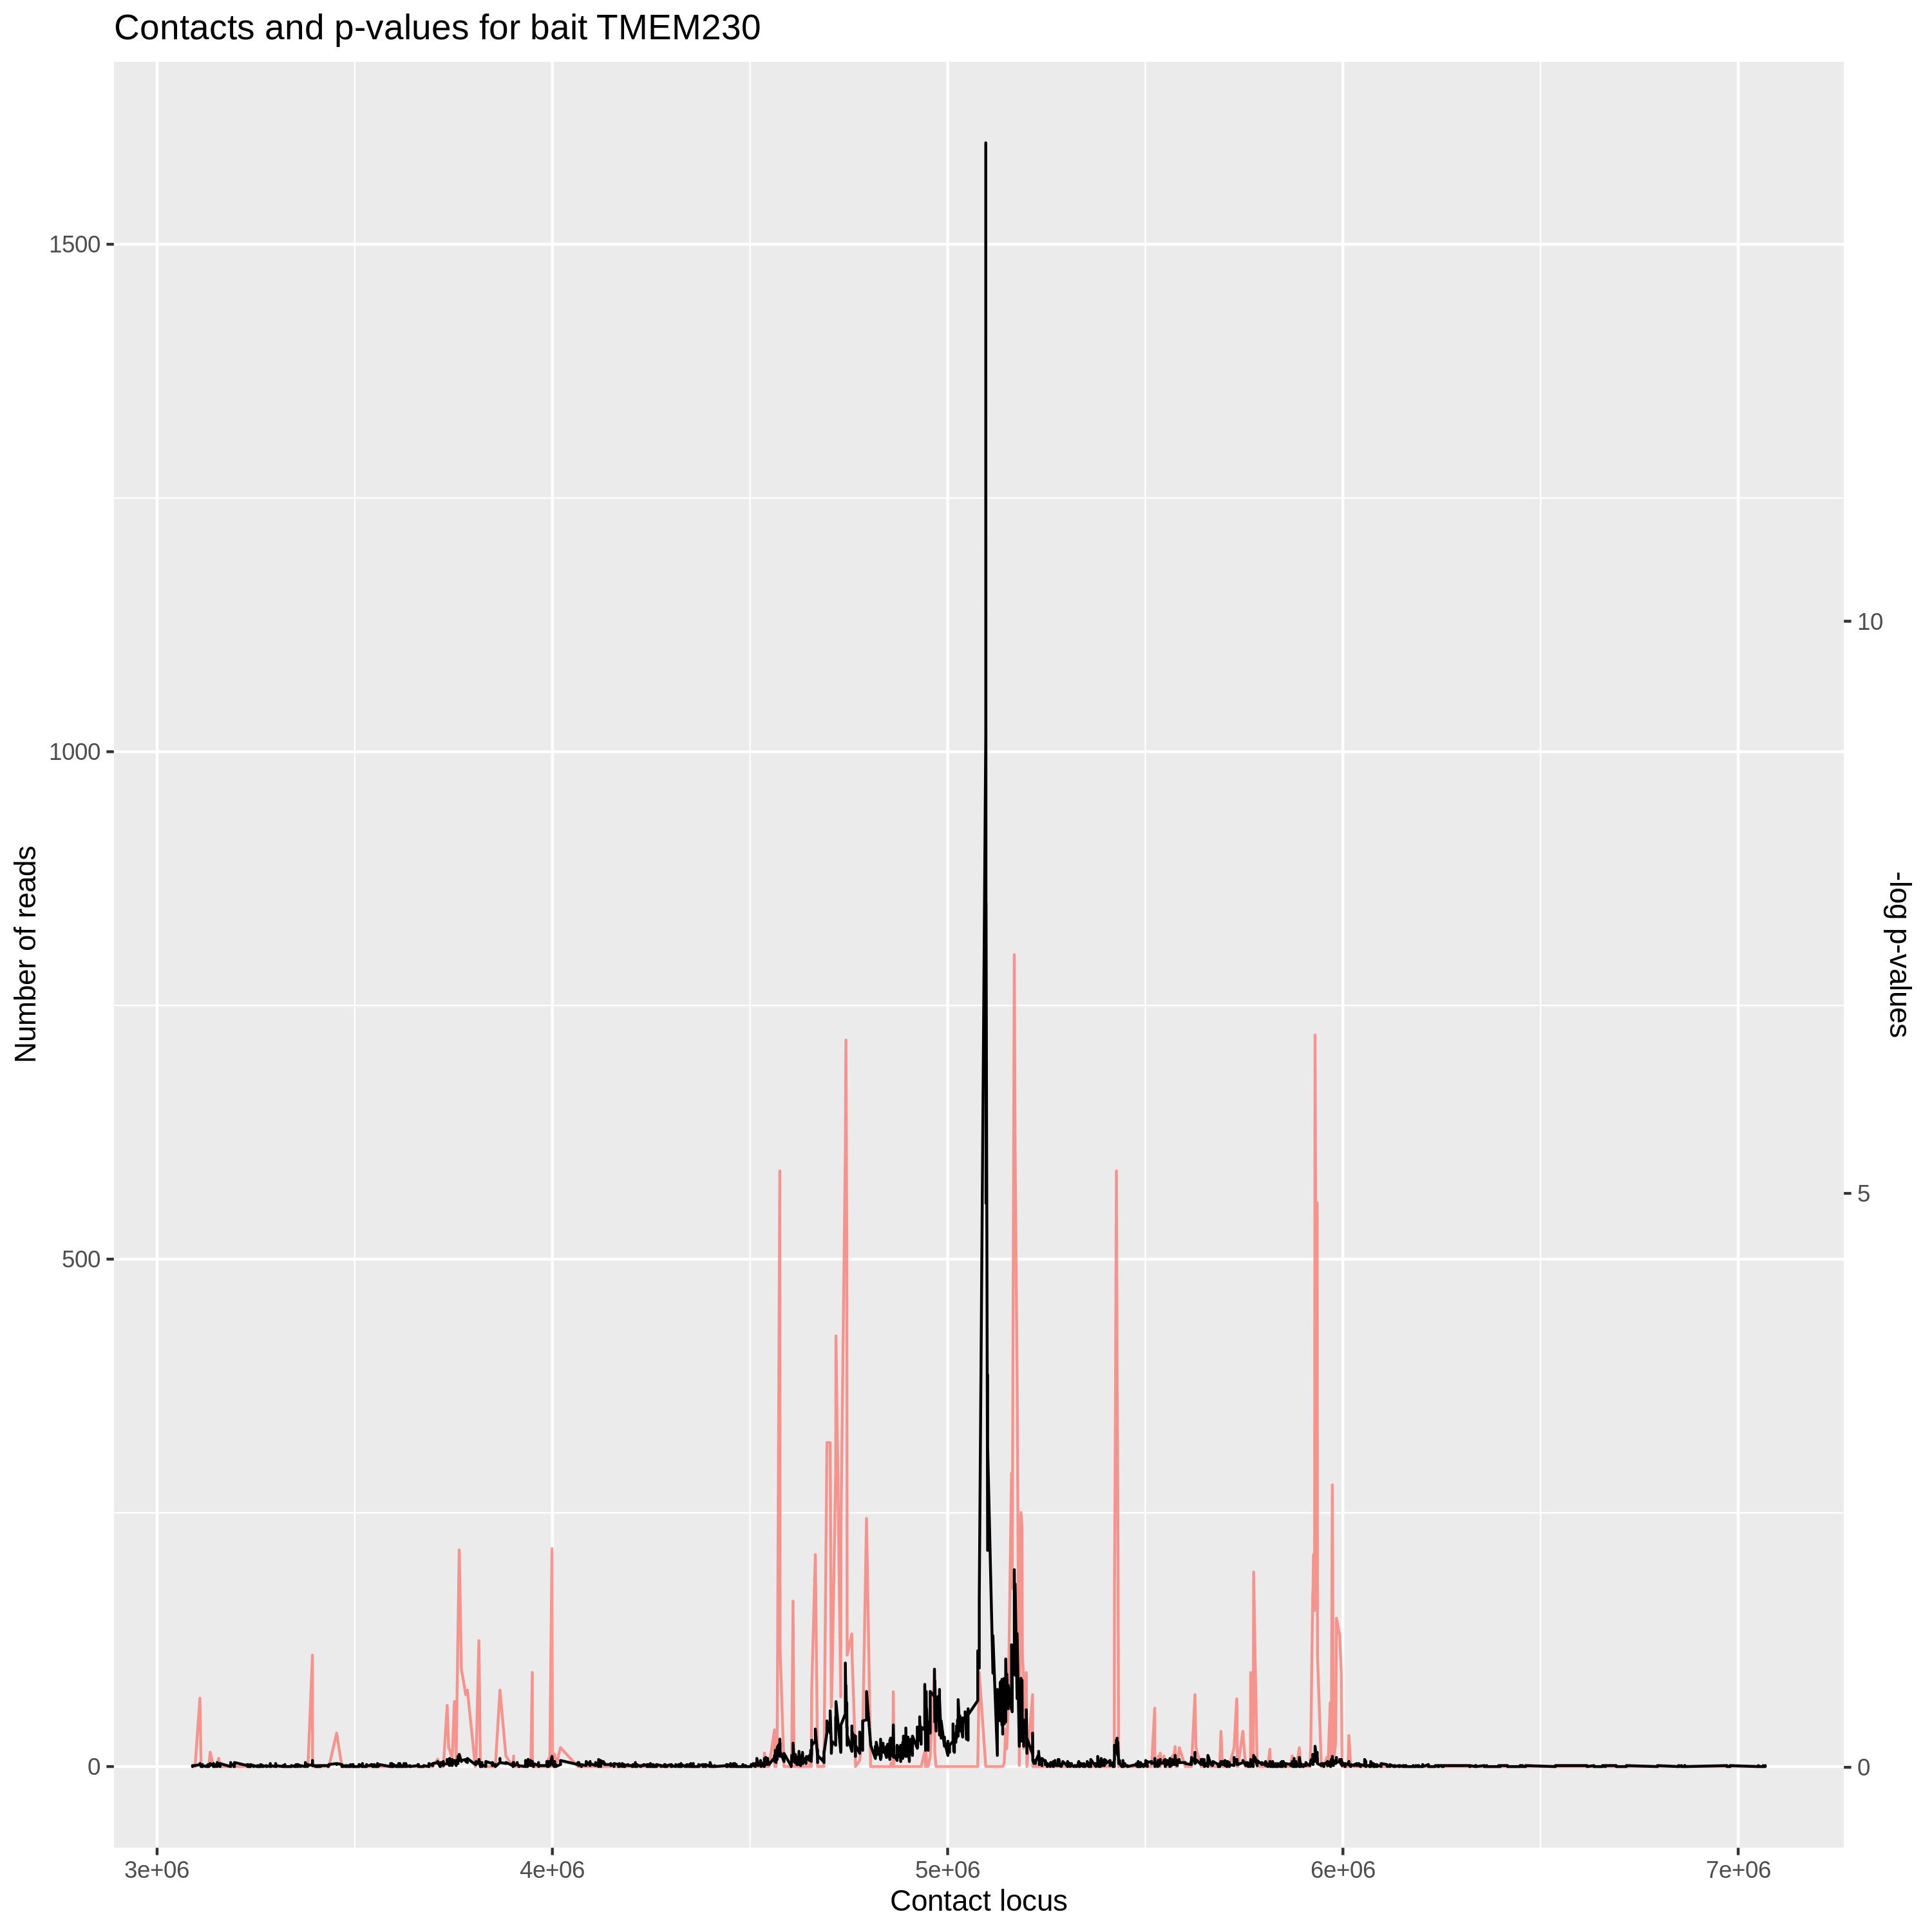 Contacts and p-values for bait TMEM230
1500
1000
500
0
Number of reads
10
5
0
-log p-values
3e+06 4e+06 5e+06 6e+06 7e+06
Contact locus